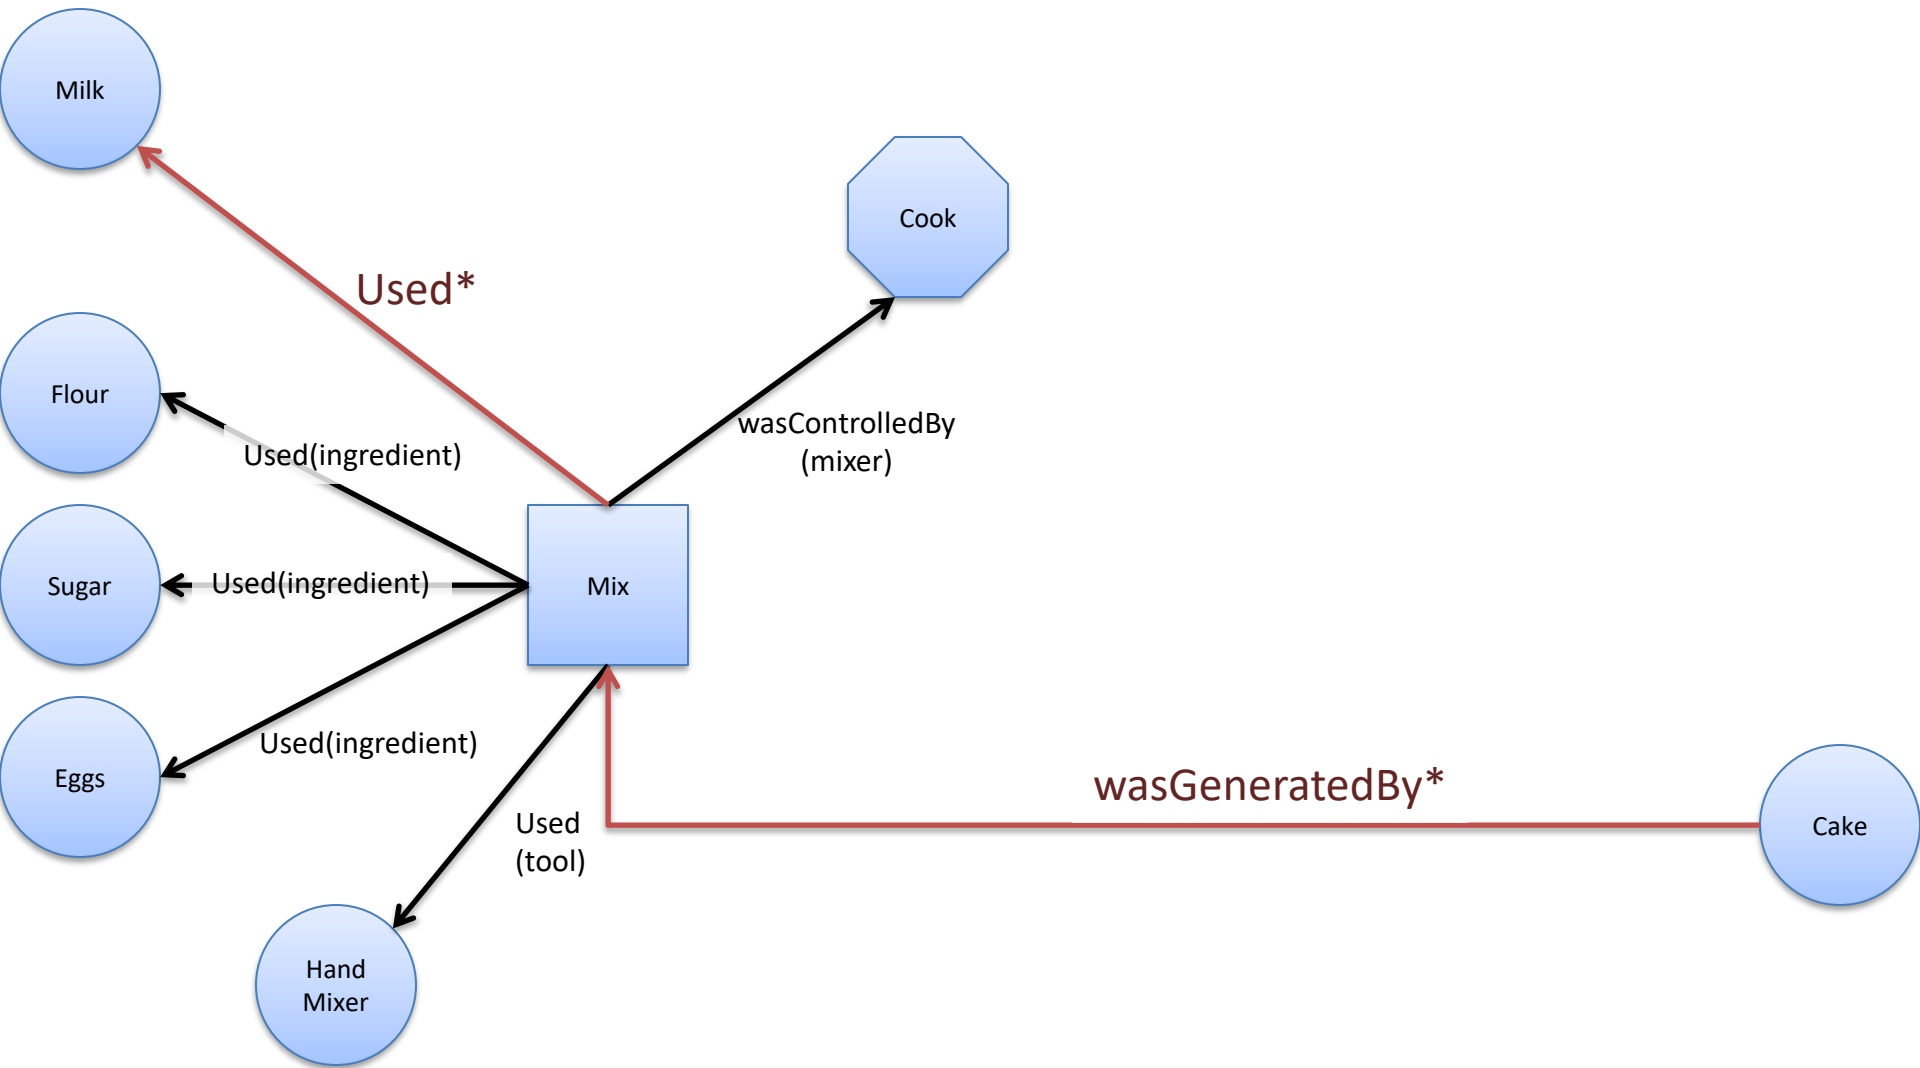 Milk
Cook
Used*
Flour
wasControlledBy
(mixer)
Used(ingredient)
Sugar
Used(ingredient)
Mix
Used(ingredient)
Eggs
wasGeneratedBy*
Used
(tool)
Cake
Hand
Mixer